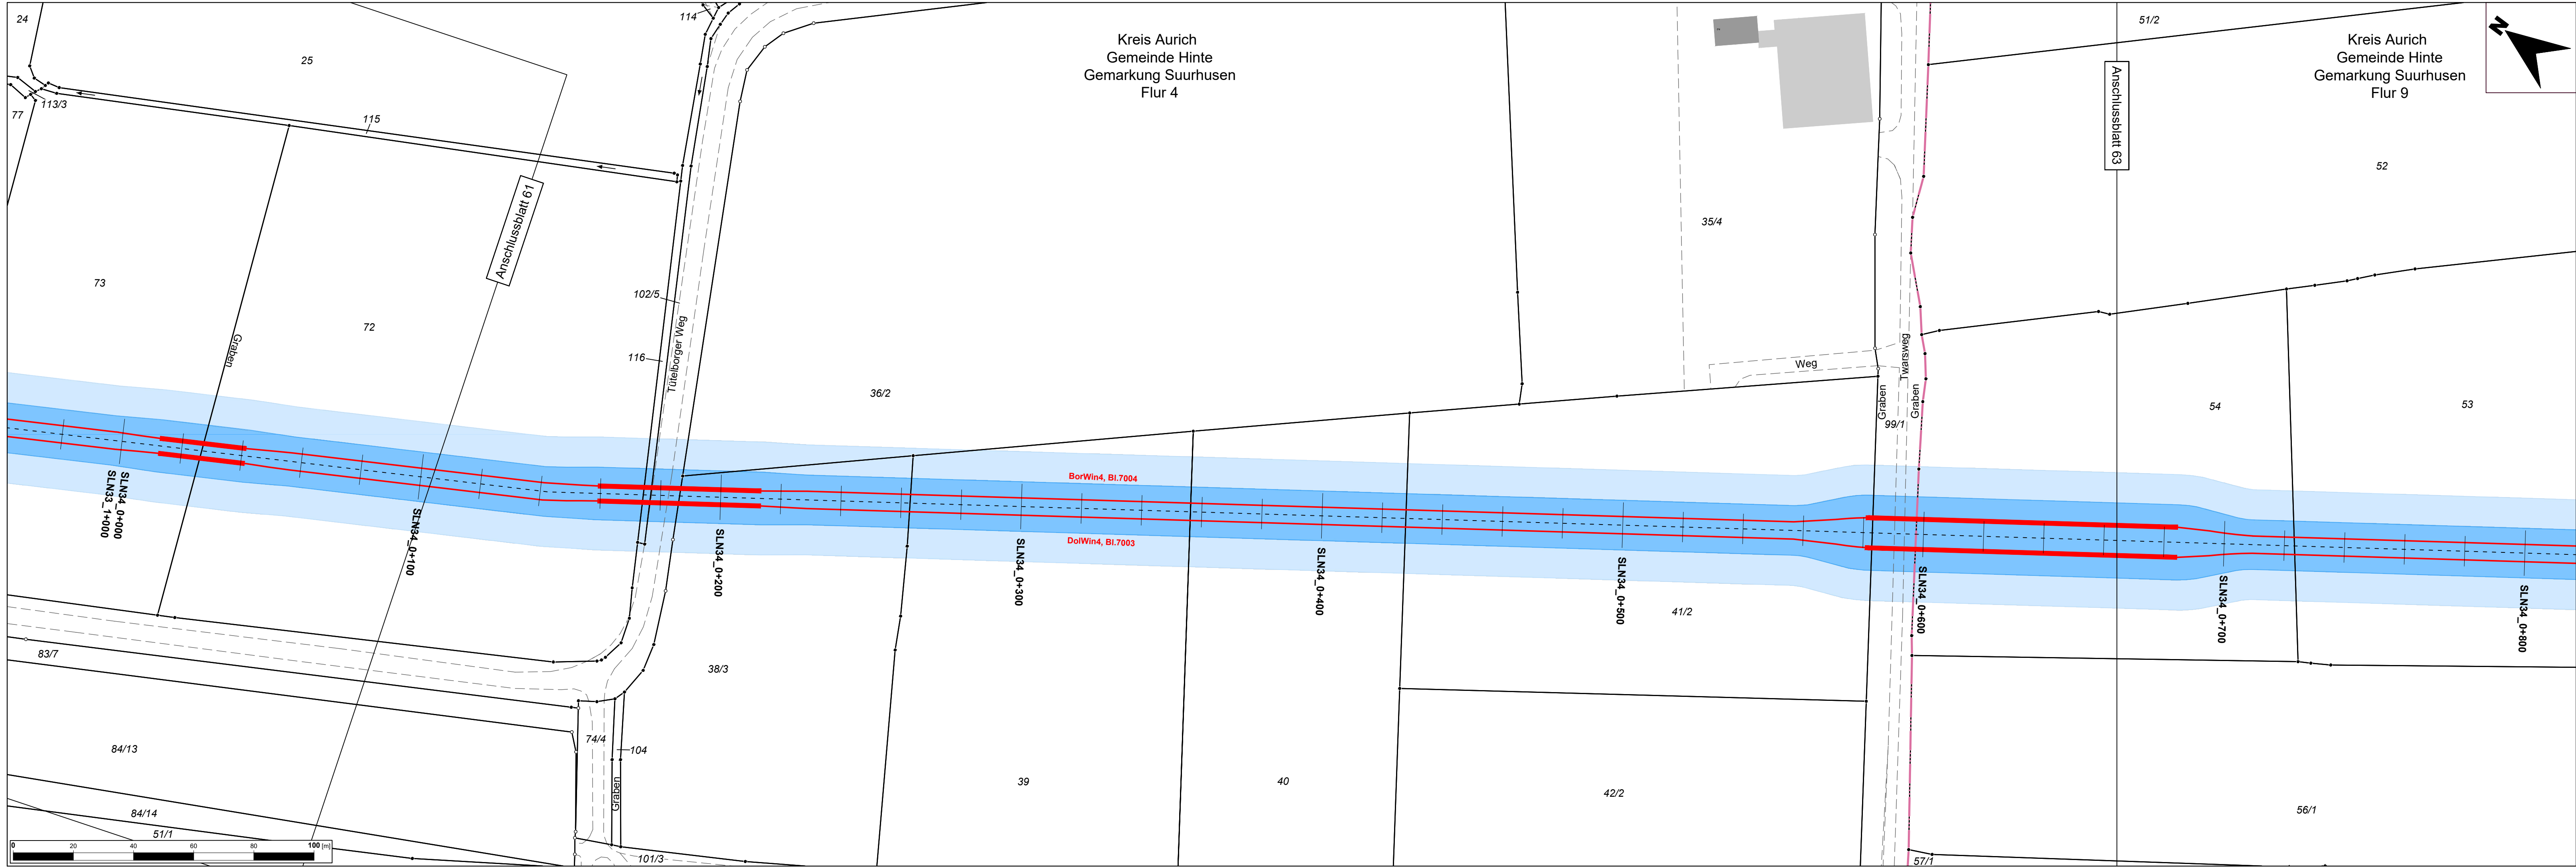 24
25
114
Kreis Aurich
Gemeinde Hinte
Gemarkung Suurhusen
Flur 4
51/2
Kreis Aurich
Gemeinde Hinte
Gemarkung Suurhusen
Flur 9
N
77
113/3
115
Anschlussblatt 61
Anschlussblatt 63
52
35/4
73
72
Graben
102/5
116
Tütelborger Weg
36/2
Weg
Twarsweg
Graben
Graben
99/1
54
53
BorWin4, Bl.7004
DolWin4, Bl.7003
SLN33_1+000
SLN34_0+000
SLN34_0+100
SLN34_0+200
SLN34_0+300
SLN34_0+400
SLN34_0+500
SLN34_0+600
SLN34_0+700
SLN34_0+800
41/2
83/7
38/3
84/13
74/4
104
Graben
39
40
42/2
56/1
84/14
51/1
101/3
57/1
0 20 40 60 80 100 [m]